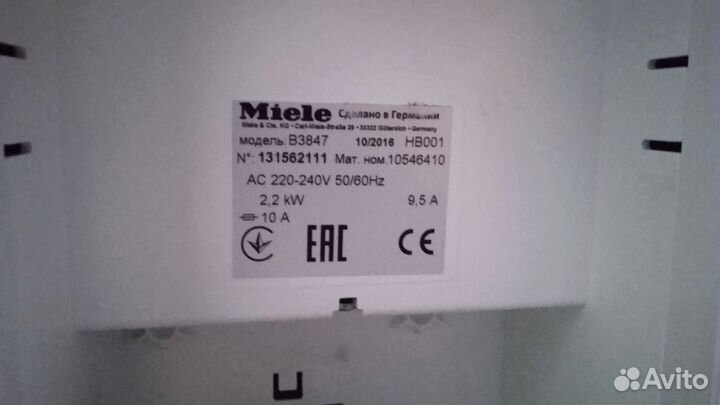 Miele Сделано в Германии
Miele & Cie. KG • Carl-Miele-Straße 29 • 33332 Gütersloh • Germany
модель: B3847 10/2016 HB001
N°: 131562111 Мат. ном.10546410
AC 220-240V 50/60Hz
2,2 kW 9,5 A
10 A
EAC CE
Avito